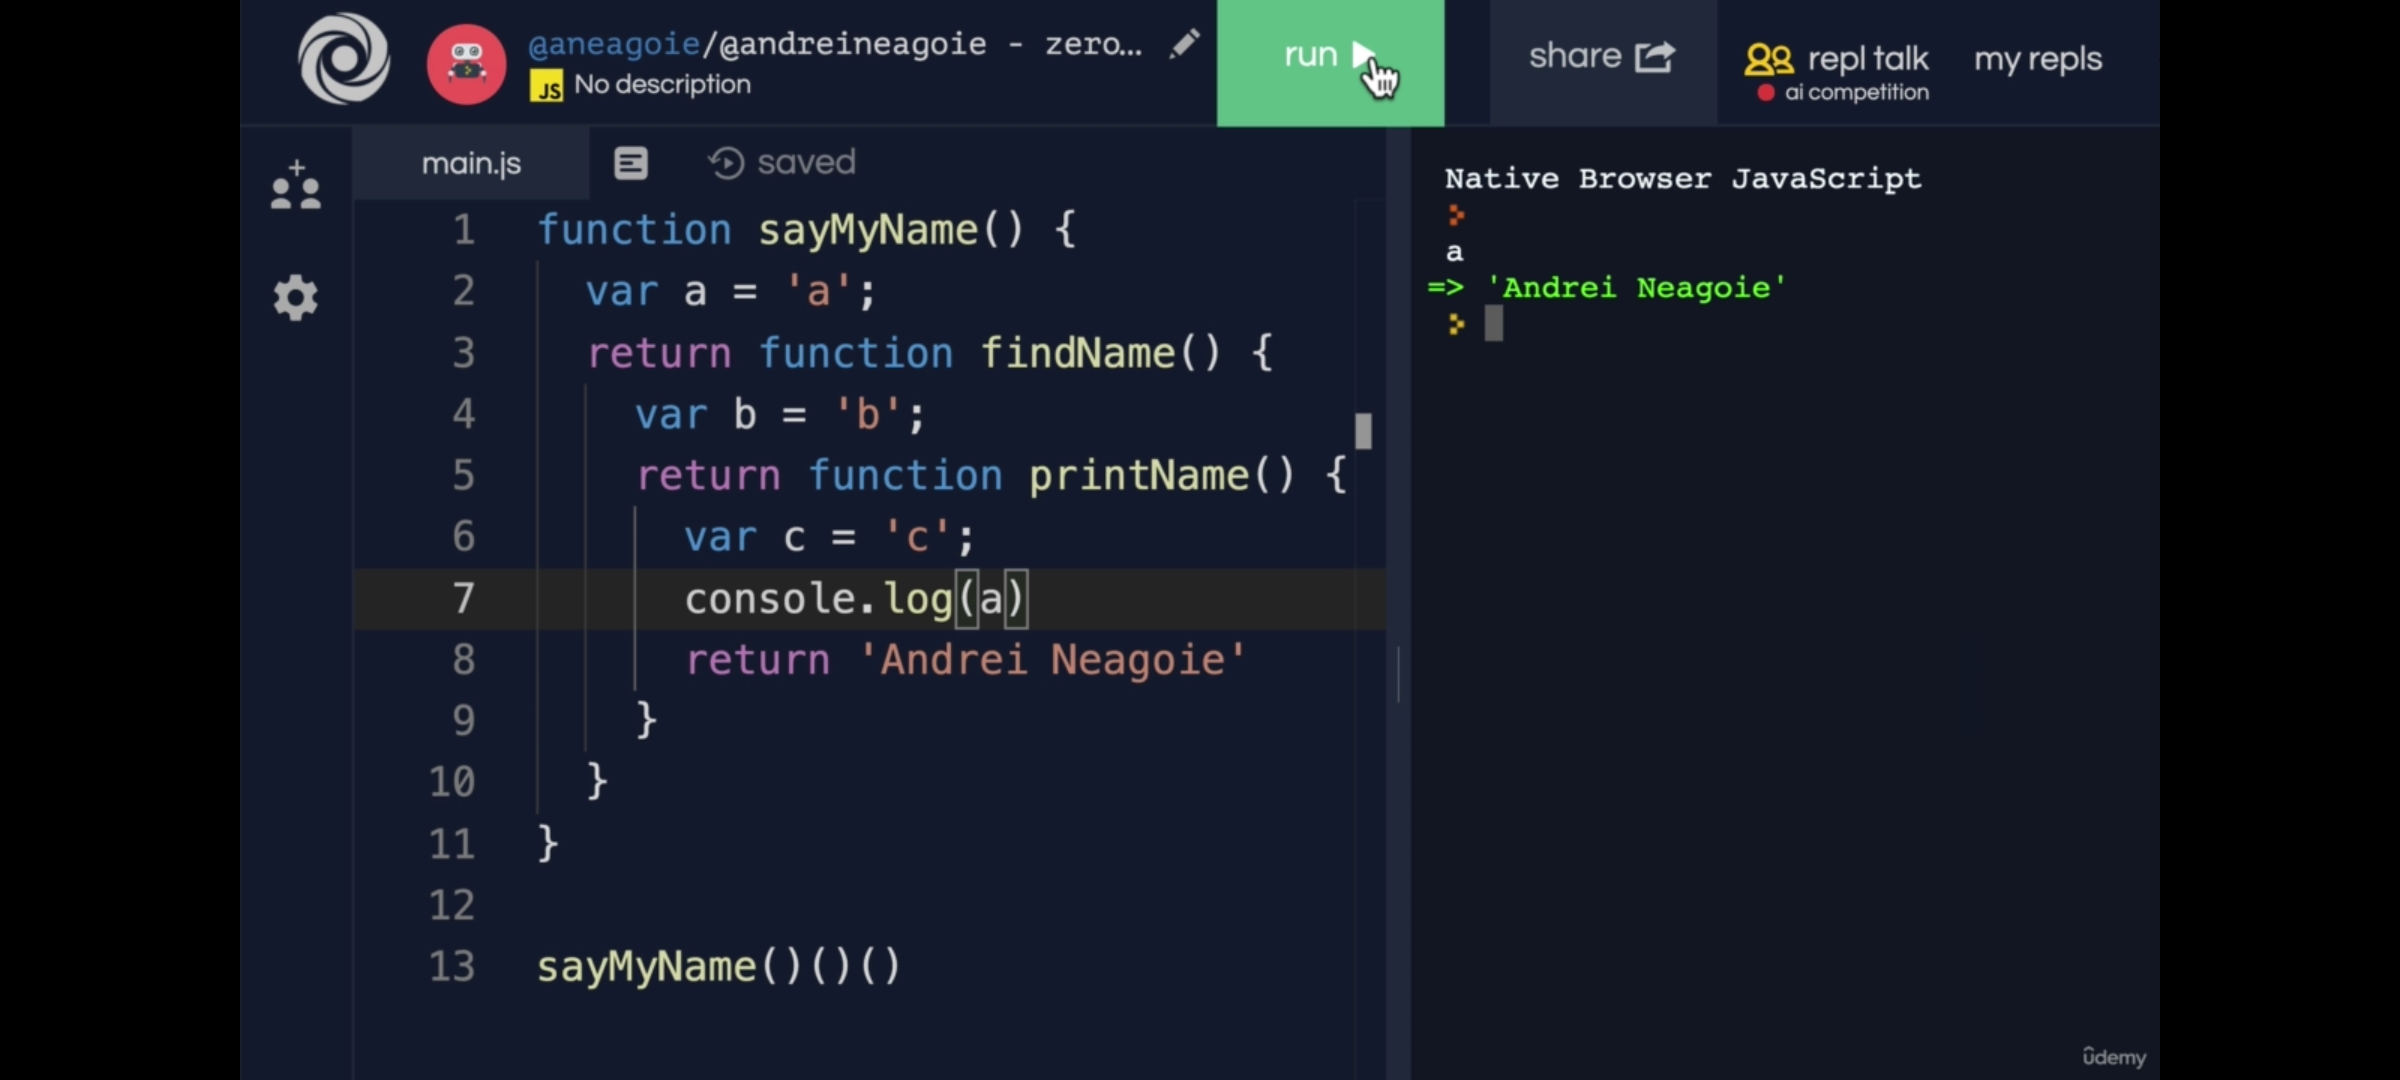 @aneagoie/@andreineagoie - zero...
JS No description
run
share
repl talk
ai competition
my repls
main.js
saved
1 function sayMyName() {
2 var a = 'a';
3 return function findName() {
4 var b = 'b';
5 return function printName() {
6 var c = 'c';
7 console.log(a)
8 return 'Andrei Neagoie'
9 }
10 }
11 }
12
13 sayMyName()()()
Native Browser JavaScript
a
=> 'Andrei Neagoie'
ûdemy